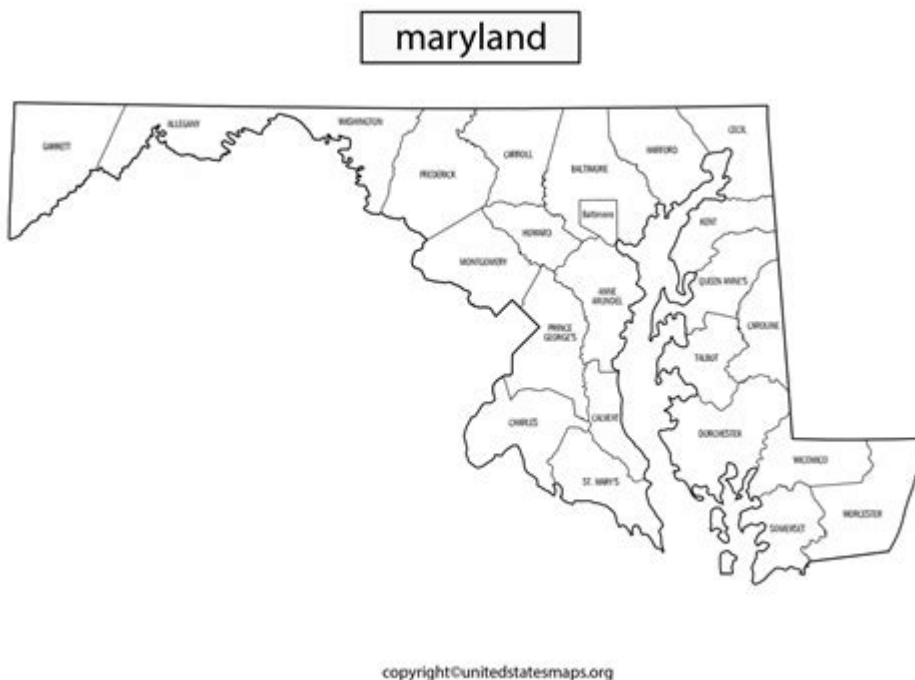 maryland
GARRETT
ALLEGANY
WASHINGTON
FREDERICK
CARROLL
BALTIMORE
HARFORD
CECIL
Baltimore
HOWARD
KENT
MONTGOMERY
ANNE
ARUNDEL
QUEEN ANNE'S
PRINCE
GEORGE'S
CAROLINE
TALBOT
CHARLES
CALVERT
DORCHESTER
WICOMICO
ST. MARY'S
SOMERSET
WORCESTER
copyright©unitedstatesmaps.org